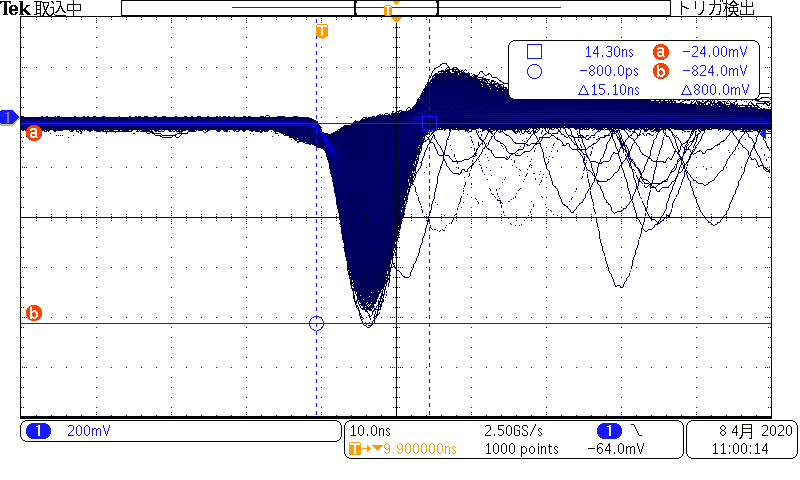 Tek 取込中 トリガ検出
T
T
14.30ns a -24.00mV
-800.0ps b -824.0mV
Δ15.10ns Δ800.0mV
1
a
b
1 200mV
10.0ns 2.50GS/s 1
T→▼9.900000ns 1000 points -64.0mV
8 4月 2020
11:00:14